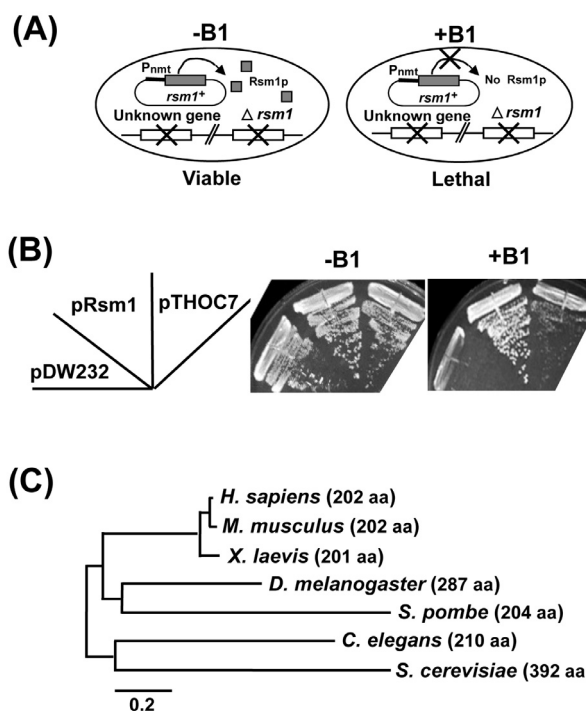 (A)
-B1
+B1
Pnmt
rsm1+
Rsm1p
Unknown gene
△ rsm1
Viable
Pnmt
rsm1+
No Rsm1p
Unknown gene
△ rsm1
Lethal
(B)
-B1
+B1
pRsm1
pTHOC7
pDW232
(C)
H. sapiens (202 aa)
M. musculus (202 aa)
X. laevis (201 aa)
D. melanogaster (287 aa)
S. pombe (204 aa)
C. elegans (210 aa)
S. cerevisiae (392 aa
0.2